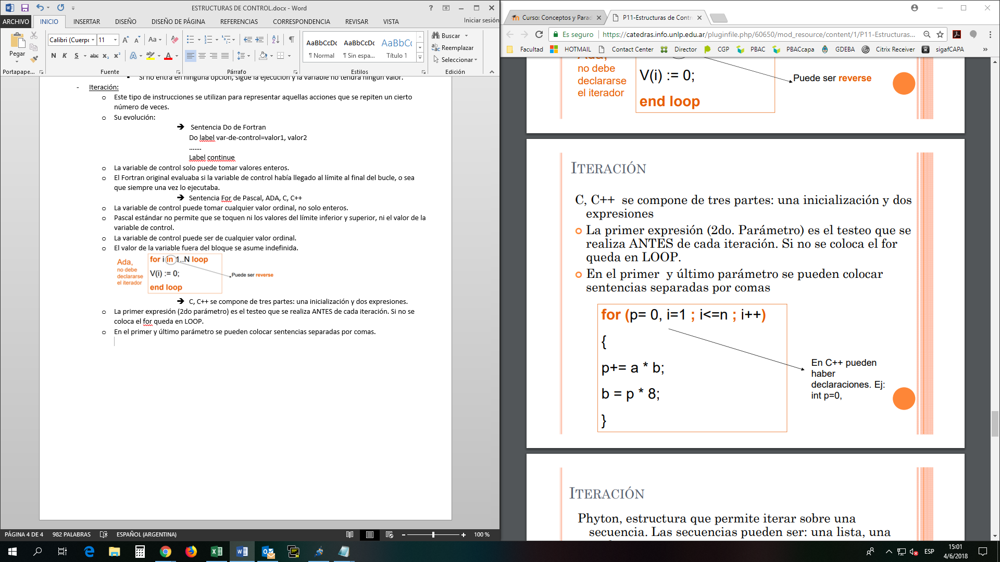 ESTRUCTURAS DE CONTROL.docx - Word
ARCHIVO INICIO INSERTAR DISEÑO DISEÑO DE PÁGINA REFERENCIAS CORRESPONDENCIA REVISAR VISTA Iniciar sesión
Calibri (Cuerpo 11
Pegar
N K S abc x₂ x²
AaBbCcDc AaBbCcDc AaBbCc
¶ Normal ¶ Sin espa... Título 1
Buscar
Reemplazar
Seleccionar
Portapape... Fuente Párrafo Estilos Edición
Si no entra en ninguna opción, sigue la ejecución y la variable no tendrá ningún valor.
- Iteración:
o Este tipo de instrucciones se utilizan para representar aquellas acciones que se repiten un cierto
número de veces.
o Su evolución:
➔ Sentencia Do de Fortran
Do label var-de-control=valor1, valor2
.......
Label continue
o La variable de control solo puede tomar valores enteros.
o El Fortran original evaluaba si la variable de control había llegado al límite al final del bucle, o sea
que siempre una vez lo ejecutaba.
➔ Sentencia For de Pascal, ADA, C, C++
o La variable de control puede tomar cualquier valor ordinal, no solo enteros.
o Pascal estándar no permite que se toquen ni los valores del límite inferior y superior, ni el valor de la
variable de control.
o La variable de control puede ser de cualquier valor ordinal.
o El valor de la variable fuera del bloque se asume indefinida.
Ada,
no debe
declararse
el iterador
for i in 1..N loop
V(i) := 0;
end loop
Puede ser reverse
➔ C, C++ se compone de tres partes: una inicialización y dos expresiones.
o La primer expresión (2do parámetro) es el testeo que se realiza ANTES de cada iteración. Si no se
coloca el for queda en LOOP.
o En el primer y último parámetro se pueden colocar sentencias separadas por comas.
PÁGINA 4 DE 4 982 PALABRAS ESPAÑOL (ARGENTINA) 100 %
Curso: Conceptos y Parad P11-Estructuras de Contr
Es seguro https://catedras.info.unlp.edu.ar/pluginfile.php/60650/mod_resource/content/1/P11-Estructuras...
Facultad HOTMAIL Contact Center Director CGP PBAC PBACcapa GDEBA Citrix Receiver sigafCAPA »
Ada,
no debe
declararse
el iterador
V(i) := 0;
end loop
Puede ser reverse
ITERACIÓN
C, C++ se compone de tres partes: una inicialización y dos
expresiones
La primer expresión (2do. Parámetro) es el testeo que se
realiza ANTES de cada iteración. Si no se coloca el for
queda en LOOP.
En el primer y último parámetro se pueden colocar
sentencias separadas por comas
for (p= 0, i=1 ; i<=n ; i++)
{
p+= a * b;
b = p * 8;
}
En C++ pueden
haber
declaraciones. Ej:
int p=0,
ITERACIÓN
Phyton, estructura que permite iterar sobre una
secuencia. Las secuencias pueden ser: una lista, una
ESP
15:01
4/6/2018